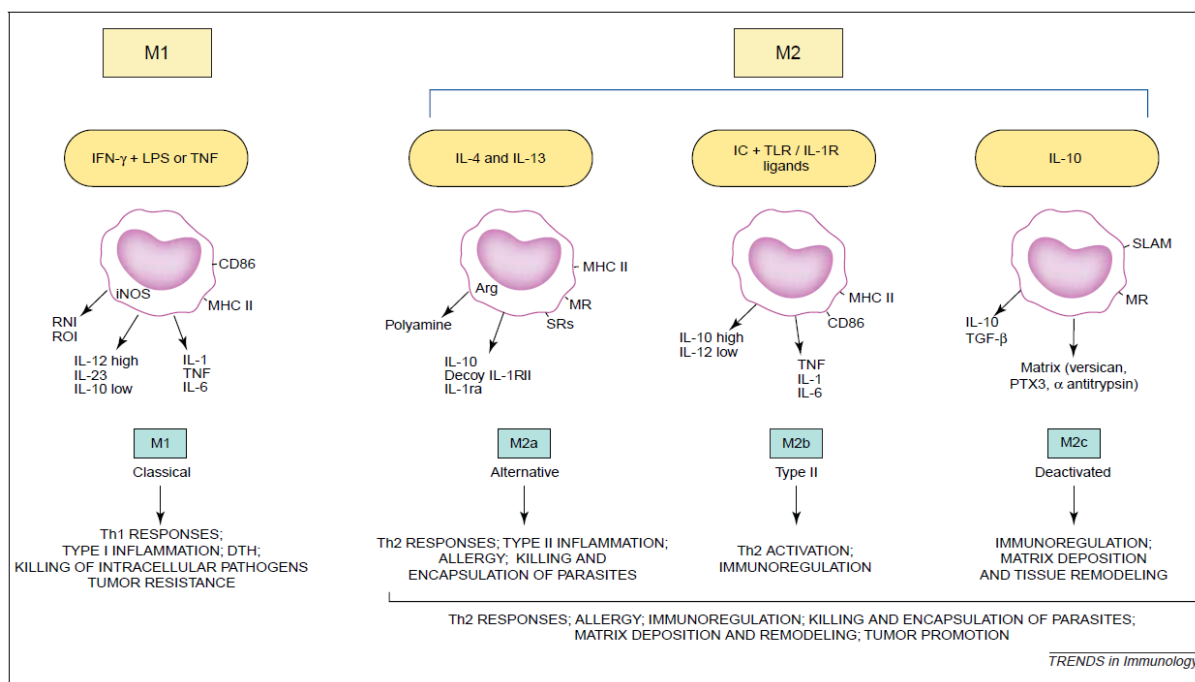 M1
M2
IFN-γ + LPS or TNF
IL-4 and IL-13
IC + TLR / IL-1R
ligands
IL-10
CD86
MHC II
iNOS
RNI
ROI
IL-12 high
IL-23
IL-10 low
IL-1
TNF
IL-6
MHC II
MR
SRs
Arg
Polyamine
IL-10
Decoy IL-1RII
IL-1ra
MHC II
CD86
IL-10 high
IL-12 low
TNF
IL-1
IL-6
SLAM
MR
IL-10
TGF-β
Matrix (versican,
PTX3, α antitrypsin)
M1
Classical
M2a
Alternative
M2b
Type II
M2c
Deactivated
Th1 RESPONSES;
TYPE I INFLAMMATION; DTH;
KILLING OF INTRACELLULAR PATHOGENS
TUMOR RESISTANCE
Th2 RESPONSES; TYPE II INFLAMMATION;
ALLERGY; KILLING AND
ENCAPSULATION OF PARASITES
Th2 ACTIVATION;
IMMUNOREGULATION
IMMUNOREGULATION;
MATRIX DEPOSITION
AND TISSUE REMODELING
Th2 RESPONSES; ALLERGY; IMMUNOREGULATION; KILLING AND ENCAPSULATION OF PARASITES;
MATRIX DEPOSITION AND REMODELING; TUMOR PROMOTION
TRENDS in Immunology